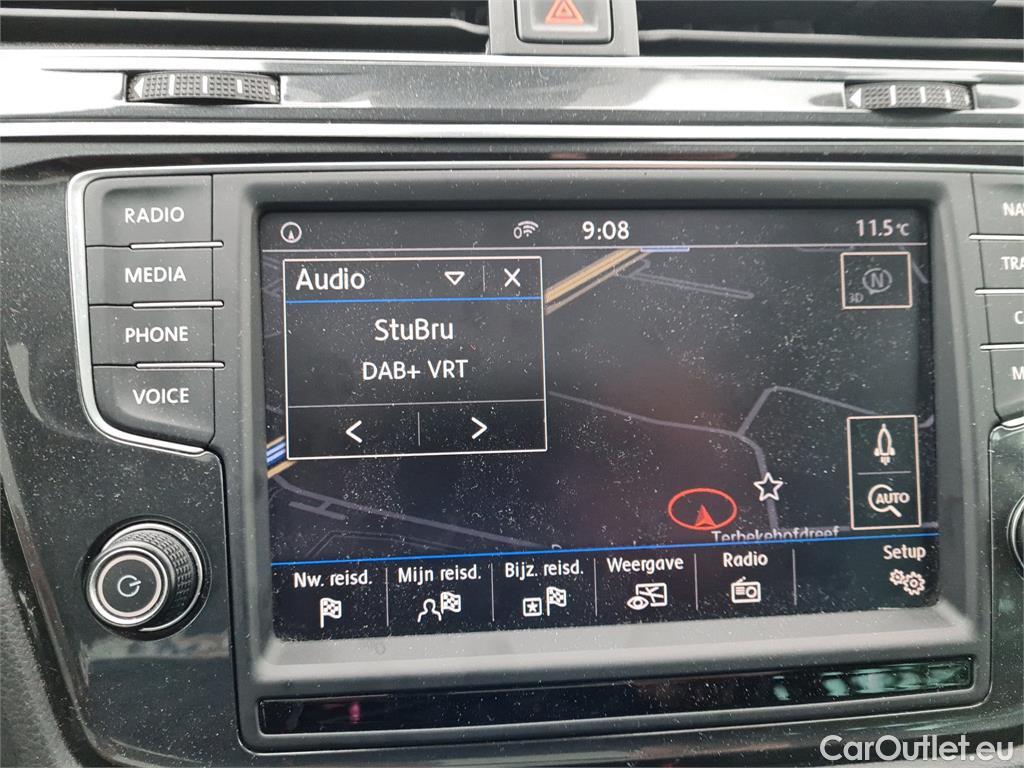 RADIO
MEDIA
PHONE
VOICE
9:08
11.5°C
Audio
StuBru
DAB+ VRT
3D
N
AUTO
Terbekehofdreef
Nw. reisd.
Mijn reisd.
Bijz. reisd.
Weergave
Radio
Setup
CarOutlet.eu